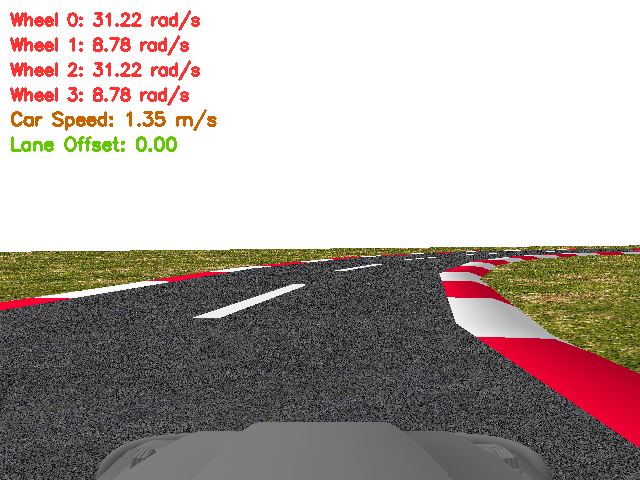 Wheel 0: 31.22 rad/s
Wheel 1: 8.78 rad/s
Wheel 2: 31.22 rad/s
Wheel 3: 8.78 rad/s
Car Speed: 1.35 m/s
Lane Offset: 0.00